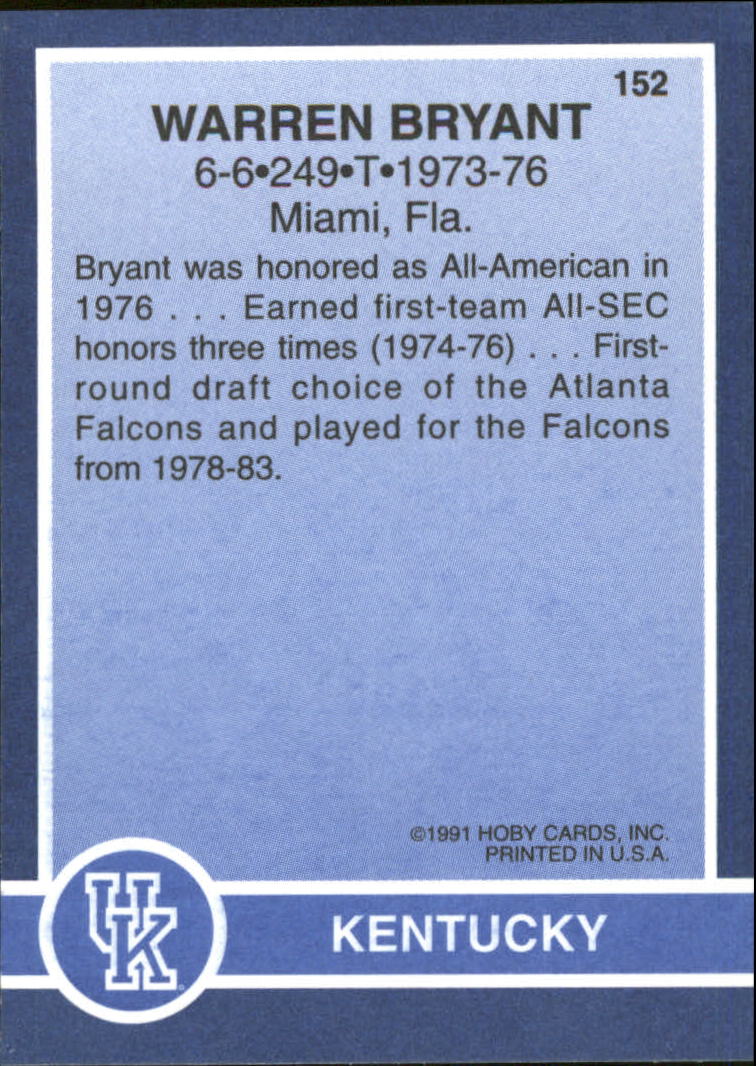 152
WARREN BRYANT
6-6•249•T•1973-76
Miami, Fla.
Bryant was honored as All-American in
1976 . . . Earned first-team All-SEC
honors three times (1974-76) . . . First-
round draft choice of the Atlanta
Falcons and played for the Falcons
from 1978-83.
©1991 HOBY CARDS, INC.
PRINTED IN U.S.A.
UK
KENTUCKY